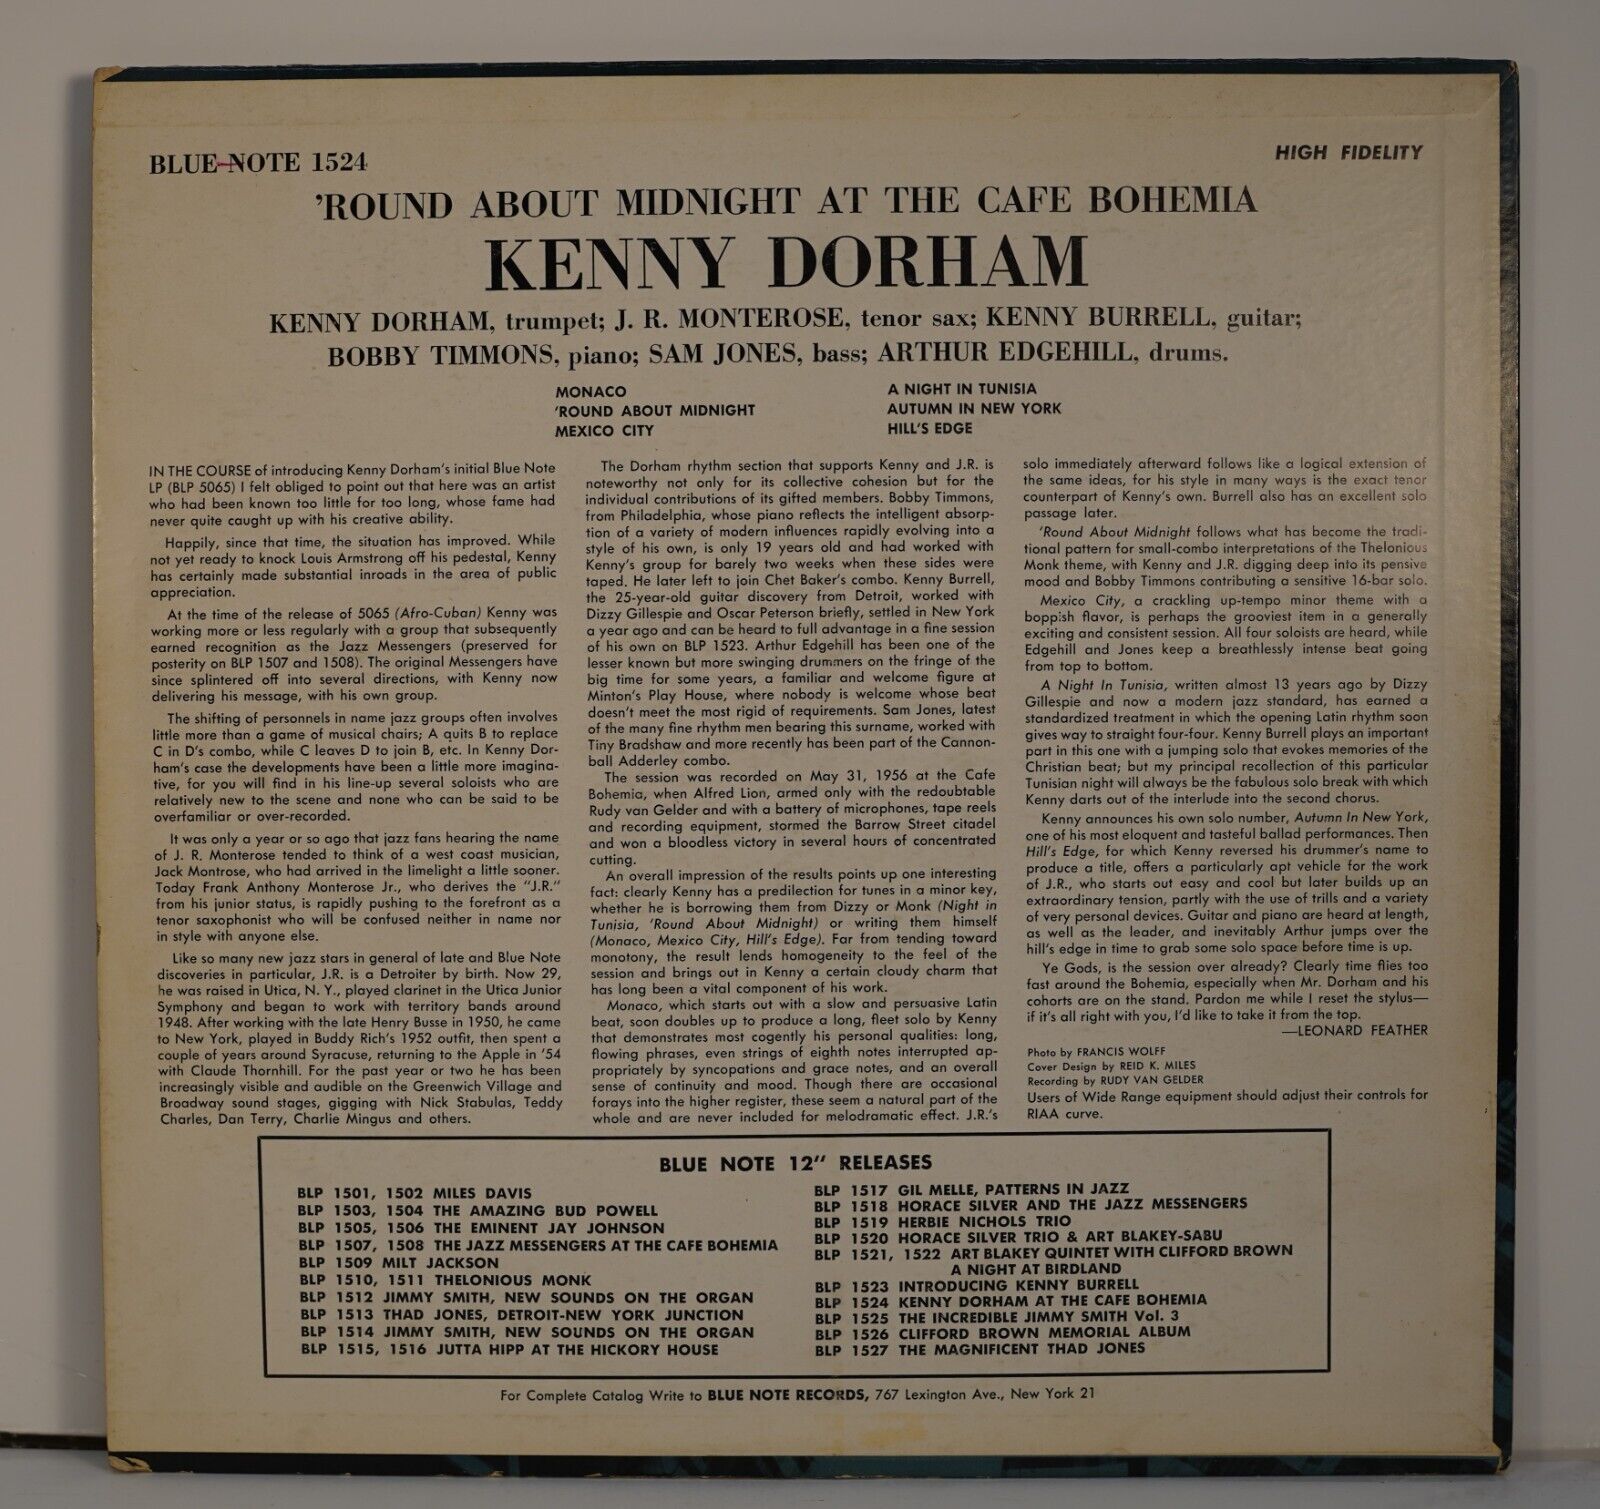 BLUE NOTE 1524
HIGH FIDELITY
'ROUND ABOUT MIDNIGHT AT THE CAFE BOHEMIA
KENNY DORHAM
KENNY DORHAM, trumpet; J. R. MONTEROSE, tenor sax; KENNY BURRELL, guitar;
BOBBY TIMMONS, piano; SAM JONES, bass; ARTHUR EDGEHILL, drums.
MONACO
'ROUND ABOUT MIDNIGHT
MEXICO CITY
A NIGHT IN TUNISIA
AUTUMN IN NEW YORK
HILL'S EDGE
IN THE COURSE of introducing Kenny Dorham's initial Blue Note
LP (BLP 5065) I felt obliged to point out that here was an artist
who had been known too little for too long, whose fame had
never quite caught up with his creative ability.
Happily, since that time, the situation has improved. While
not yet ready to knock Louis Armstrong off his pedestal, Kenny
has certainly made substantial inroads in the area of public
appreciation.
At the time of the release of 5065 (Afro-Cuban) Kenny was
working more or less regularly with a group that subsequently
earned recognition as the Jazz Messengers (preserved for
posterity on BLP 1507 and 1508). The original Messengers have
since splintered off into several directions, with Kenny now
delivering his message, with his own group.
The shifting of personnels in name jazz groups often involves
little more than a game of musical chairs; A quits B to replace
C in D's combo, while C leaves D to join B, etc. In Kenny Dor-
ham's case the developments have been a little more imagina-
tive, for you will find in his line-up several soloists who are
relatively new to the scene and none who can be said to be
overfamiliar or over-recorded.
It was only a year or so ago that jazz fans hearing the name
of J. R. Monterose tended to think of a west coast musician,
Jack Montrose, who had arrived in the limelight a little sooner.
Today Frank Anthony Monterose Jr., who derives the "J.R."
from his junior status, is rapidly pushing to the forefront as a
tenor saxophonist who will be confused neither in name nor
in style with anyone else.
Like so many new jazz stars in general of late and Blue Note
discoveries in particular, J.R. is a Detroiter by birth. Now 29,
he was raised in Utica, N. Y., played clarinet in the Utica Junior
Symphony and began to work with territory bands around
1948. After working with the late Henry Busse in 1950, he came
to New York, played in Buddy Rich's 1952 outfit, then spent a
couple of years around Syracuse, returning to the Apple in '54
with Claude Thornhill. For the past year or two he has been
increasingly visible and audible on the Greenwich Village and
Broadway sound stages, gigging with Nick Stabulas, Teddy
Charles, Dan Terry, Charlie Mingus and others.
The Dorham rhythm section that supports Kenny and J.R. is
noteworthy not only for its collective cohesion but for the
individual contributions of its gifted members. Bobby Timmons,
from Philadelphia, whose piano reflects the intelligent absorp-
tion of a variety of modern influences rapidly evolving into a
style of his own, is only 19 years old and had worked with
Kenny's group for barely two weeks when these sides were
taped. He later left to join Chet Baker's combo. Kenny Burrell,
the 25-year-old guitar discovery from Detroit, worked with
Dizzy Gillespie and Oscar Peterson briefly, settled in New York
a year ago and can be heard to full advantage in a fine session
of his own on BLP 1523. Arthur Edgehill has been one of the
lesser known but more swinging drummers on the fringe of the
big time for some years, a familiar and welcome figure at
Minton's Play House, where nobody is welcome whose beat
doesn't meet the most rigid of requirements. Sam Jones, latest
of the many fine rhythm men bearing this surname, worked with
Tiny Bradshaw and more recently has been part of the Cannon-
ball Adderley combo.
The session was recorded on May 31, 1956 at the Cafe
Bohemia, when Alfred Lion, armed only with the redoubtable
Rudy van Gelder and with a battery of microphones, tape reels
and recording equipment, stormed the Barrow Street citadel
and won a bloodless victory in several hours of concentrated
cutting.
An overall impression of the results points up one interesting
fact: clearly Kenny has a predilection for tunes in a minor key,
whether he is borrowing them from Dizzy or Monk (Night in
Tunisia, 'Round About Midnight) or writing them himself
(Monaco, Mexico City, Hill's Edge). Far from tending toward
monotony, the result lends homogeneity to the feel of the
session and brings out in Kenny a certain cloudy charm that
has long been a vital component of his work.
Monaco, which starts out with a slow and persuasive Latin
beat, soon doubles up to produce a long, fleet solo by Kenny
that demonstrates most cogently his personal qualities: long,
flowing phrases, even strings of eighth notes interrupted ap-
propriately by syncopations and grace notes, and an overall
sense of continuity and mood. Though there are occasional
forays into the higher register, these seem a natural part of the
whole and are never included for melodramatic effect. J.R.'s
solo immediately afterward follows like a logical extension of
the same ideas, for his style in many ways is the exact tenor
counterpart of Kenny's own. Burrell also has an excellent solo
passage later.
'Round About Midnight follows what has become the tradi-
tional pattern for small-combo interpretations of the Thelonious
Monk theme, with Kenny and J.R. digging deep into its pensive
mood and Bobby Timmons contributing a sensitive 16-bar solo.
Mexico City, a crackling up-tempo minor theme with a
boppish flavor, is perhaps the grooviest item in a generally
exciting and consistent session. All four soloists are heard, while
Edgehill and Jones keep a breathlessly intense beat going
from top to bottom.
A Night In Tunisia, written almost 13 years ago by Dizzy
Gillespie and now a modern jazz standard, has earned a
standardized treatment in which the opening Latin rhythm soon
gives way to straight four-four. Kenny Burrell plays an important
part in this one with a jumping solo that evokes memories of the
Christian beat; but my principal recollection of this particular
Tunisian night will always be the fabulous solo break with which
Kenny darts out of the interlude into the second chorus.
Kenny announces his own solo number, Autumn In New York,
one of his most eloquent and tasteful ballad performances. Then
Hill's Edge, for which Kenny reversed his drummer's name to
produce a title, offers a particularly apt vehicle for the work
of J.R., who starts out easy and cool but later builds up an
extraordinary tension, partly with the use of trills and a variety
of very personal devices. Guitar and piano are heard at length,
as well as the leader, and inevitably Arthur jumps over the
hill's edge in time to grab some solo space before time is up.
Ye Gods, is the session over already? Clearly time flies too
fast around the Bohemia, especially when Mr. Dorham and his
cohorts are on the stand. Pardon me while I reset the stylus—
if it's all right with you, I'd like to take it from the top.
—LEONARD FEATHER
Photo by FRANCIS WOLFF
Cover Design by REID K. MILES
Recording by RUDY VAN GELDER
Users of Wide Range equipment should adjust their controls for
RIAA curve.
BLUE NOTE 12" RELEASES
BLP 1501, 1502 MILES DAVIS
BLP 1503, 1504 THE AMAZING BUD POWELL
BLP 1505, 1506 THE EMINENT JAY JOHNSON
BLP 1507, 1508 THE JAZZ MESSENGERS AT THE CAFE BOHEMIA
BLP 1509 MILT JACKSON
BLP 1510, 1511 THELONIOUS MONK
BLP 1512 JIMMY SMITH, NEW SOUNDS ON THE ORGAN
BLP 1513 THAD JONES, DETROIT-NEW YORK JUNCTION
BLP 1514 JIMMY SMITH, NEW SOUNDS ON THE ORGAN
BLP 1515, 1516 JUTTA HIPP AT THE HICKORY HOUSE
BLP 1517 GIL MELLE, PATTERNS IN JAZZ
BLP 1518 HORACE SILVER AND THE JAZZ MESSENGERS
BLP 1519 HERBIE NICHOLS TRIO
BLP 1520 HORACE SILVER TRIO & ART BLAKEY-SABU
BLP 1521, 1522 ART BLAKEY QUINTET WITH CLIFFORD BROWN
A NIGHT AT BIRDLAND
BLP 1523 INTRODUCING KENNY BURRELL
BLP 1524 KENNY DORHAM AT THE CAFE BOHEMIA
BLP 1525 THE INCREDIBLE JIMMY SMITH Vol. 3
BLP 1526 CLIFFORD BROWN MEMORIAL ALBUM
BLP 1527 THE MAGNIFICENT THAD JONES
For Complete Catalog Write to BLUE NOTE RECORDS, 767 Lexington Ave., New York 21